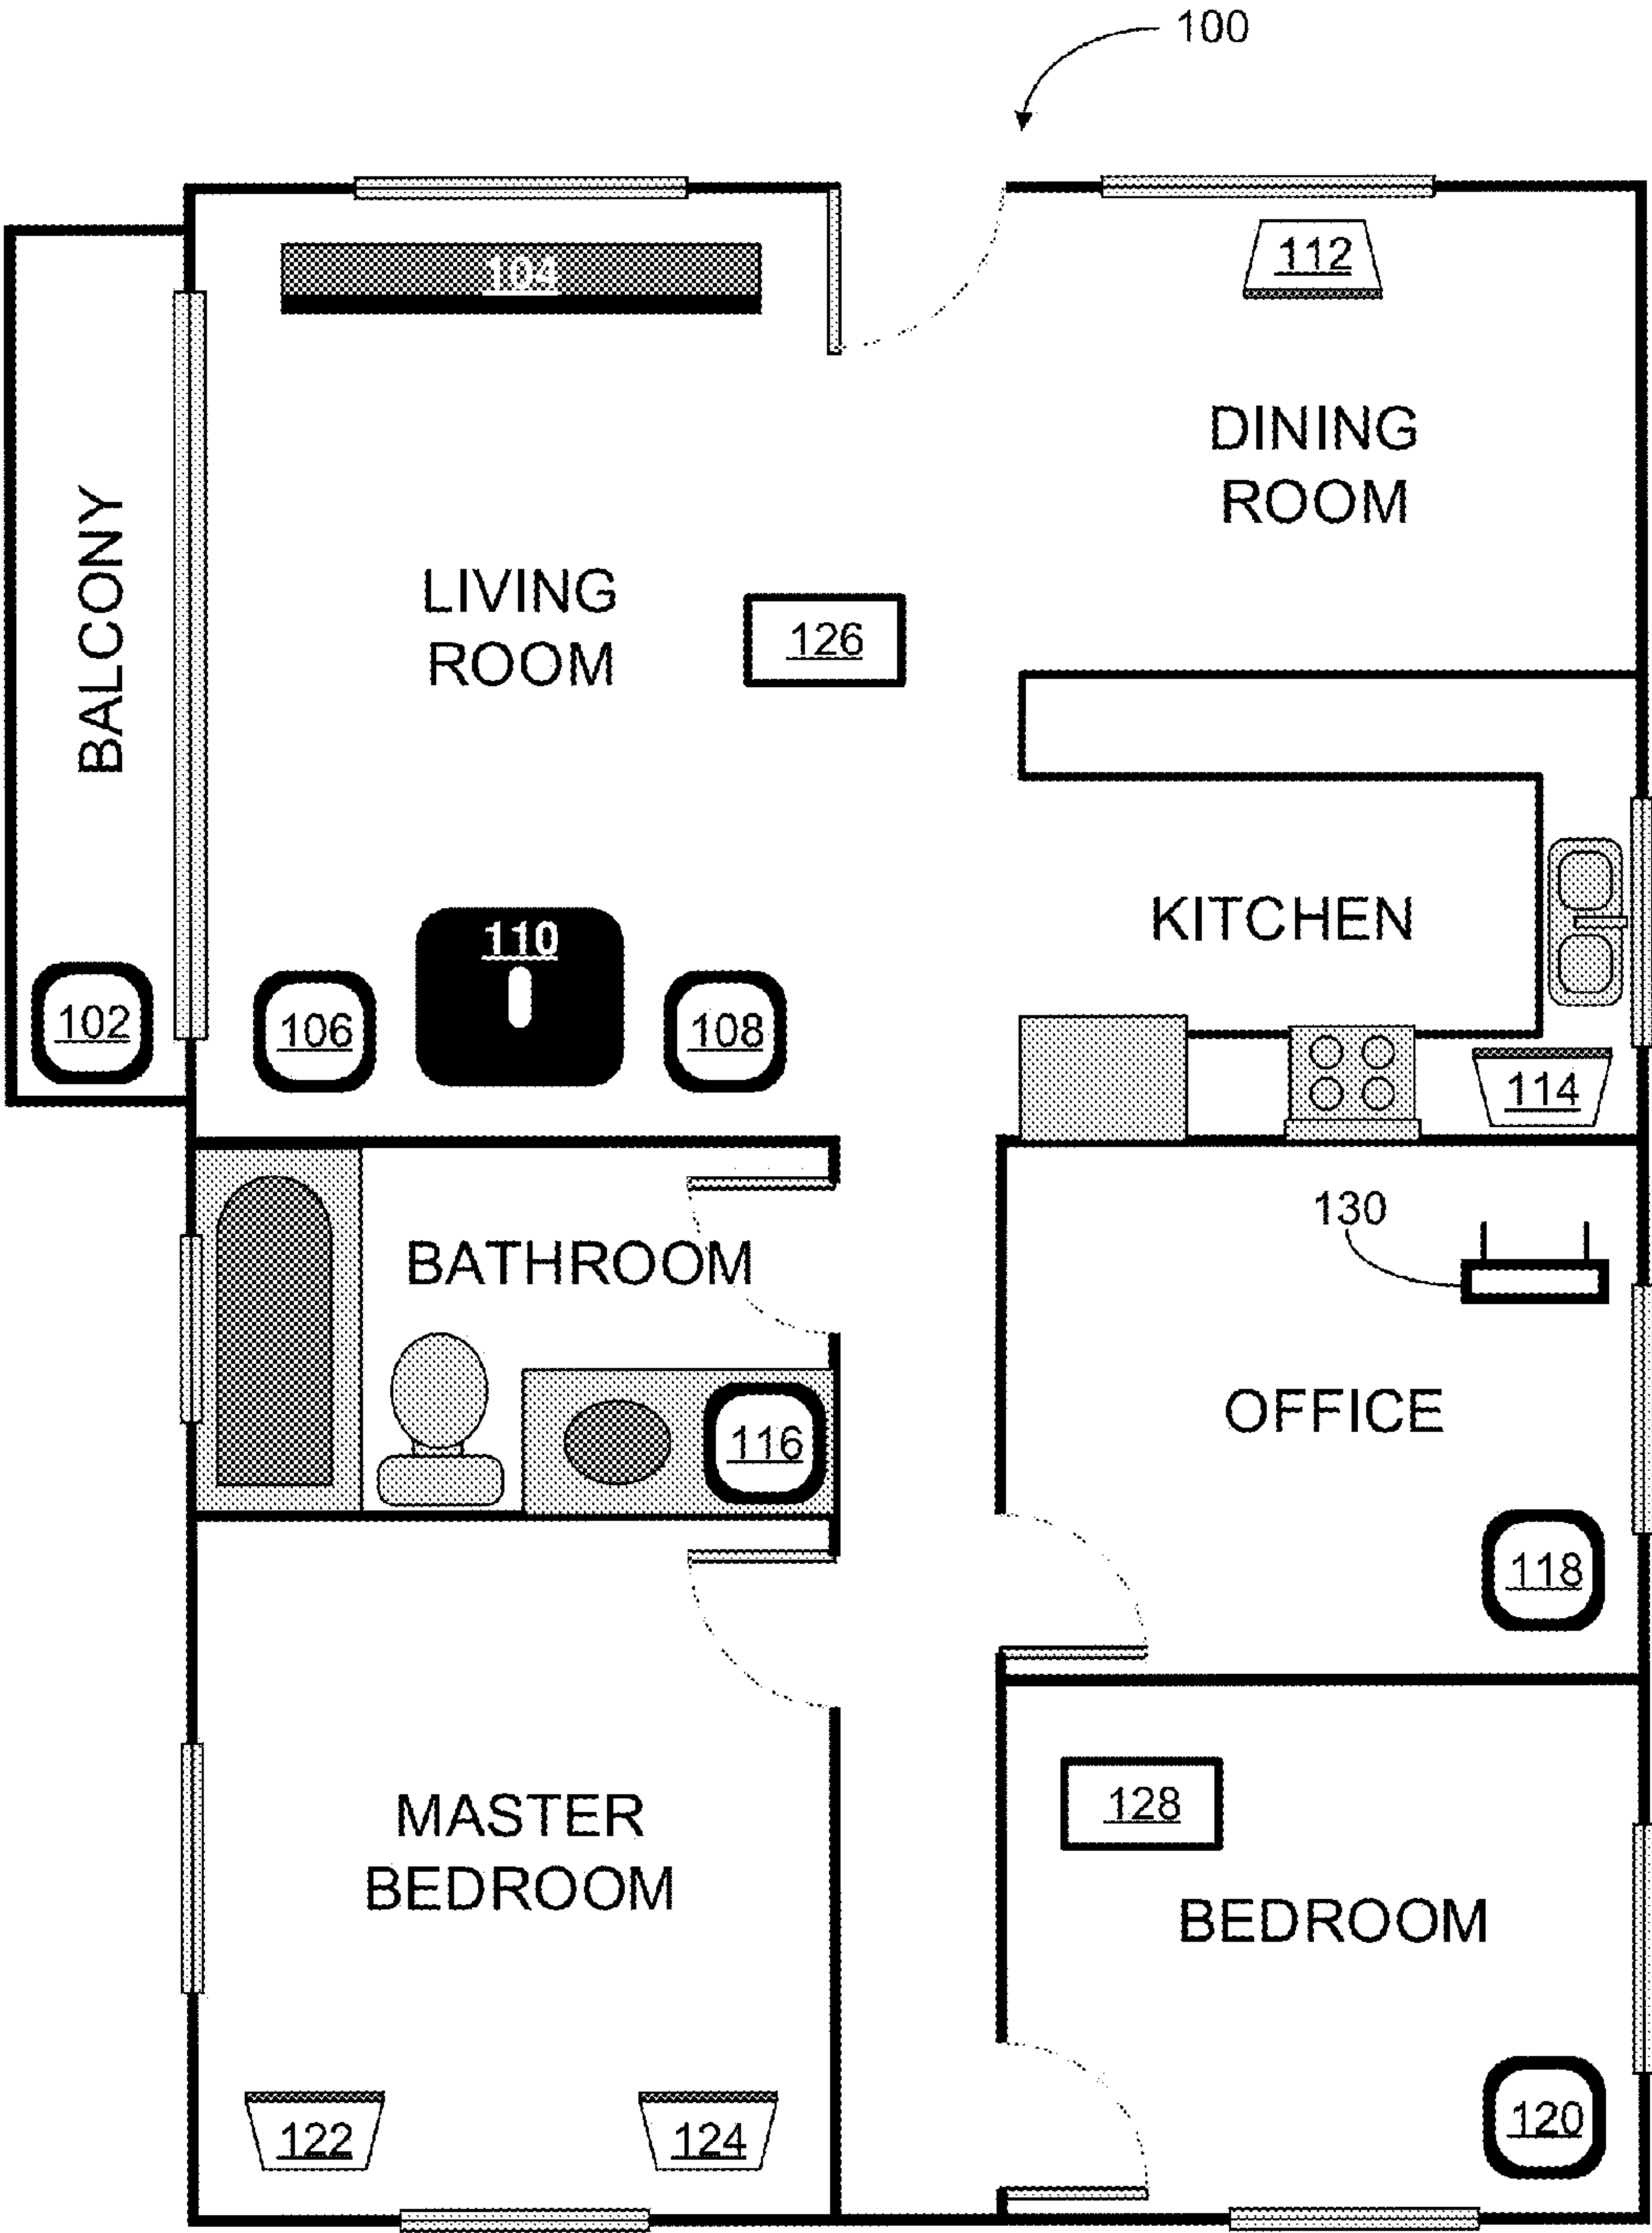 100
104
112
DINING
ROOM
BALCONY
LIVING
ROOM
126
KITCHEN
110
102
106
108
114
130
BATHROOM
OFFICE
116
118
128
MASTER
BEDROOM
BEDROOM
122
124
120